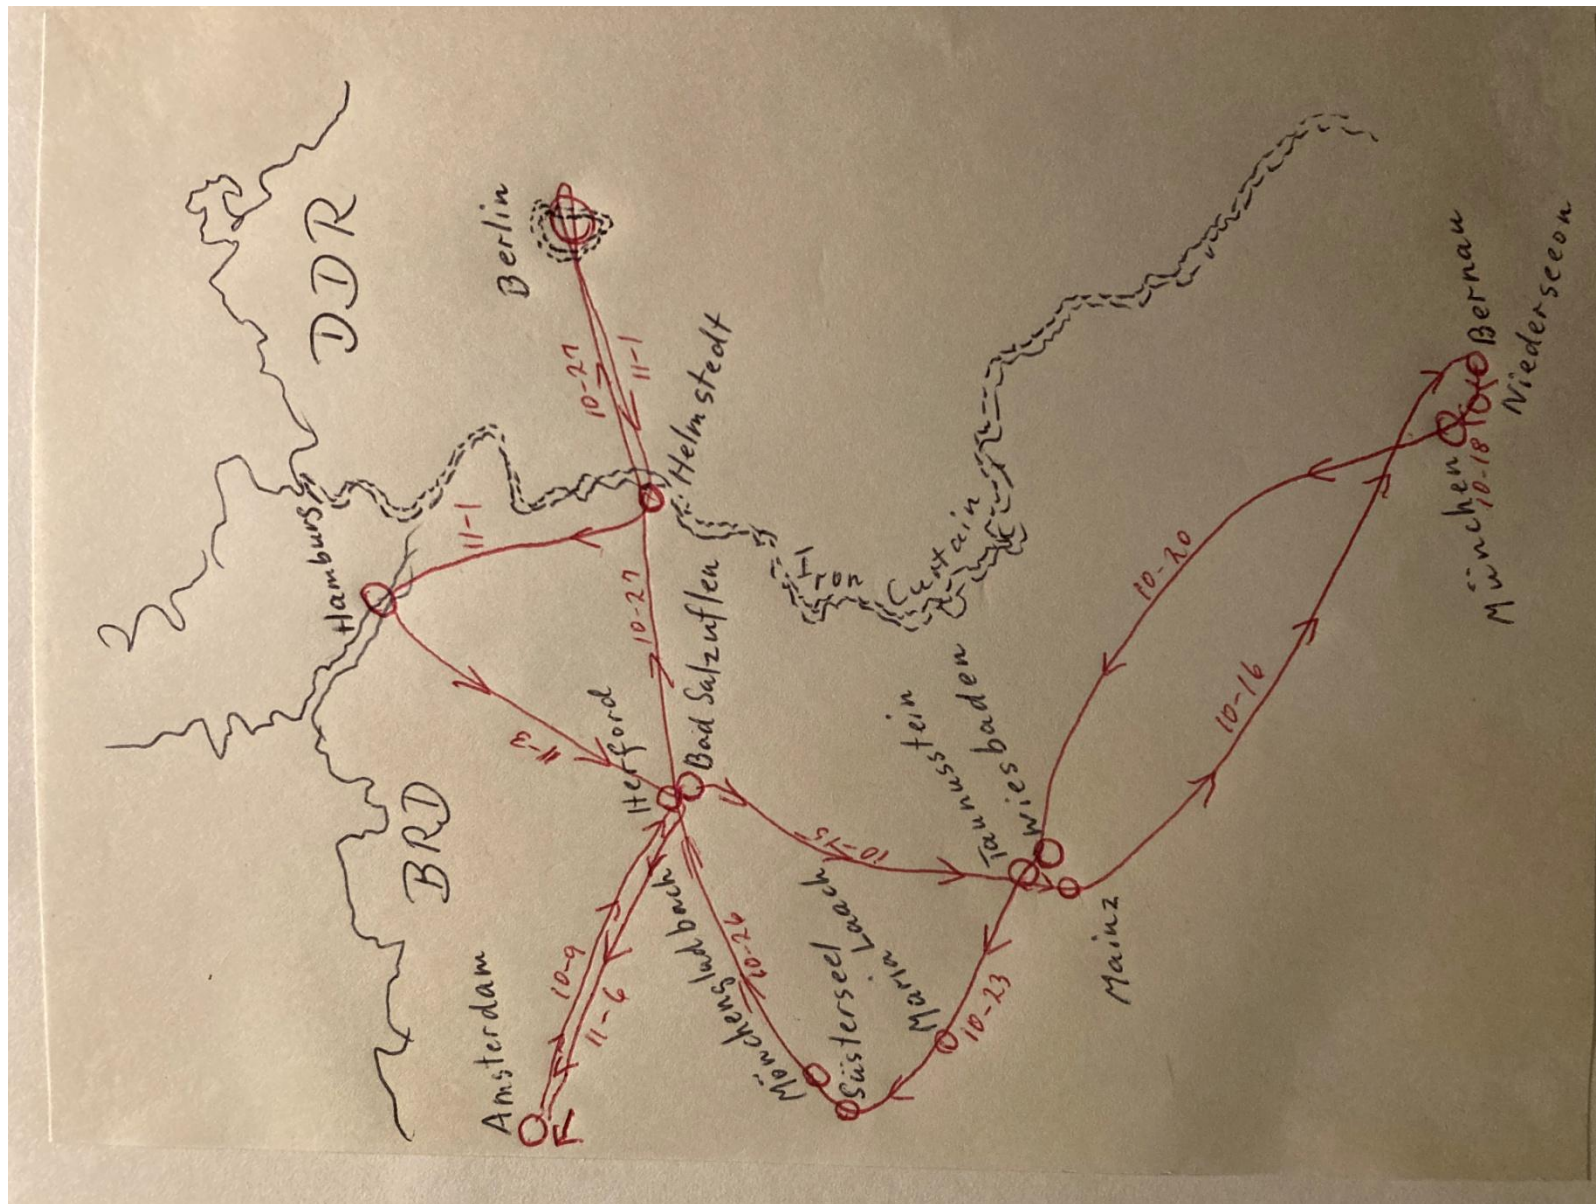 DDR
Berlin
10-27
11-1
Helmstedt
Hamburg
11-1
10-27
Bad Salzuflen
Herford
11-3
BRD
Amsterdam
10-9
11-6
10-15
Iron
Curtain
Taunusstein
Wiesbaden
Mainz
10-23
Maria Laach
Süsterseel
Mönchengladbach
10-26
10-20
10-16
München
10-18
Bernau
Niederseeon